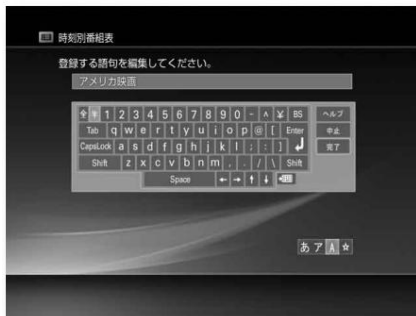 時刻別番組表
登録する語句を編集してください。
アメリカ映画
全 半 1 2 3 4 5 6 7 8 9 0 - ^ ¥ BS ヘルプ
Tab q w e r t y u i o p @ [ Enter 中止
CapsLock a s d f g h j k l ; : ] 完了
Shift z x c v b n m , . / \ Shift
Space ← → ↑ ↓
あ ア A ☆